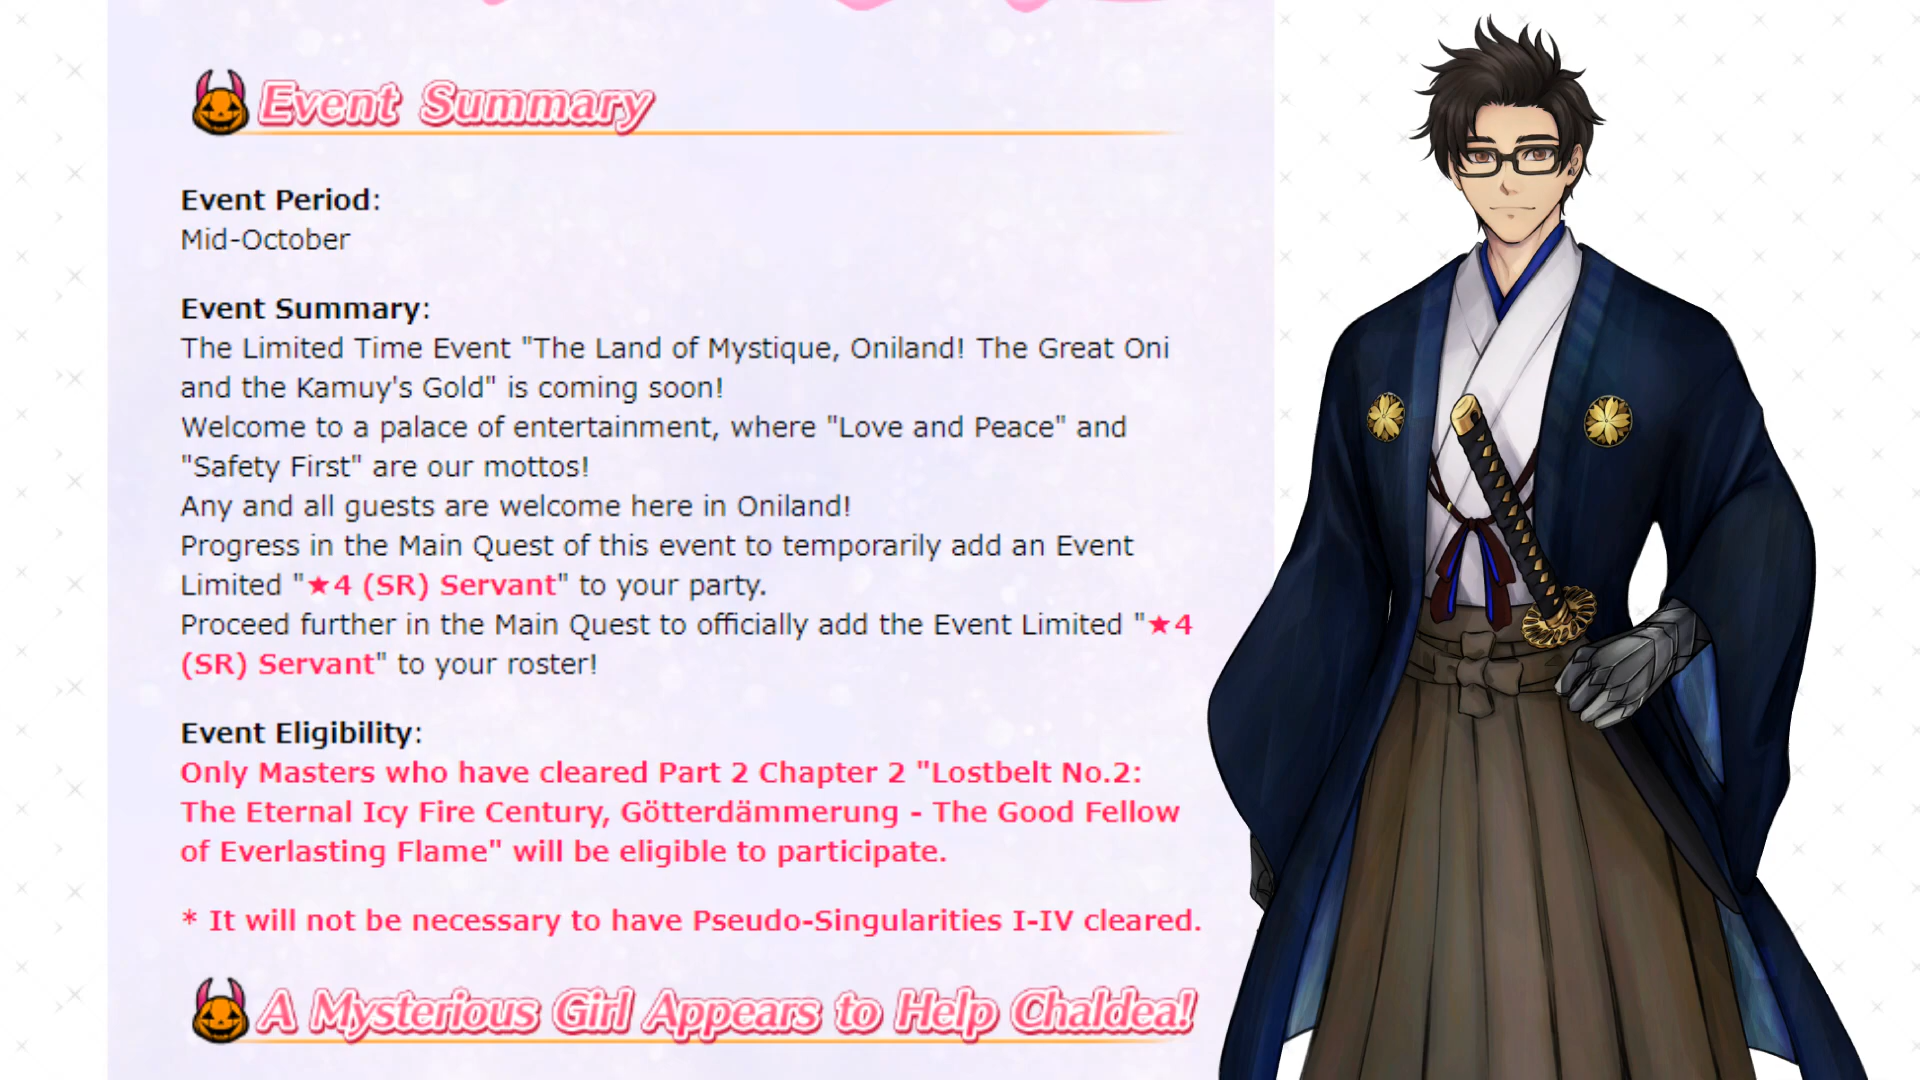 Event Summary
Event Period:
Mid-October
Event Summary:
The Limited Time Event "The Land of Mystique, Oniland! The Great Oni
and the Kamuy's Gold" is coming soon!
Welcome to a palace of entertainment, where "Love and Peace" and
"Safety First" are our mottos!
Any and all guests are welcome here in Oniland!
Progress in the Main Quest of this event to temporarily add an Event
Limited "★4 (SR) Servant" to your party.
Proceed further in the Main Quest to officially add the Event Limited "★4
(SR) Servant" to your roster!
Event Eligibility:
Only Masters who have cleared Part 2 Chapter 2 "Lostbelt No.2:
The Eternal Icy Fire Century, Götterdämmerung - The Good Fellow
of Everlasting Flame" will be eligible to participate.
* It will not be necessary to have Pseudo-Singularities I-IV cleared.
A Mysterious Girl Appears to Help Chaldea!